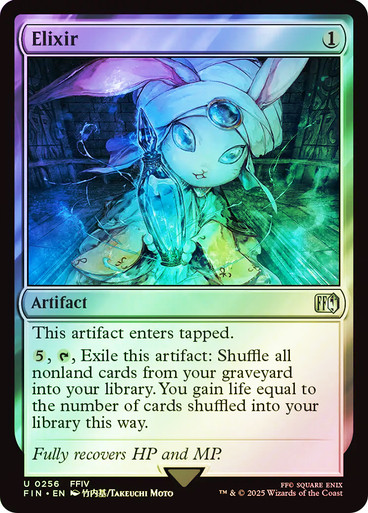 Elixir 1
Artifact FFC
This artifact enters tapped.
5, T, Exile this artifact: Shuffle all
nonland cards from your graveyard
into your library. You gain life equal to
the number of cards shuffled into your
library this way.
Fully recovers HP and MP.
U 0256 FFIV
FIN • EN 竹内基/TAKEUCHI MOTO
FF© SQUARE ENIX
™ & © 2025 Wizards of the Coast